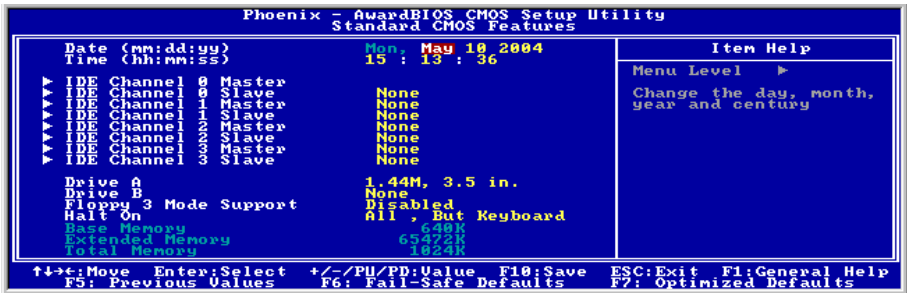 Phoenix - AwardBIOS CMOS Setup Utility
Standard CMOS Features
Date (mm:dd:yy) Mon, May 10 2004
Time (hh:mm:ss) 15 : 13 : 36
Item Help
Menu Level ►
Change the day, month,
year and century
► IDE Channel 0 Master
► IDE Channel 0 Slave None
► IDE Channel 1 Master None
► IDE Channel 1 Slave None
► IDE Channel 2 Master None
► IDE Channel 2 Slave None
► IDE Channel 3 Master None
► IDE Channel 3 Slave None
Drive A 1.44M, 3.5 in.
Drive B None
Floppy 3 Mode Support Disabled
Halt On All , But Keyboard
Base Memory 640K
Extended Memory 65472K
Total Memory 1024K
↑↓→←:Move Enter:Select +/-/PU/PD:Value F10:Save ESC:Exit F1:General Help
F5: Previous Values F6: Fail-Safe Defaults F7: Optimized Defaults